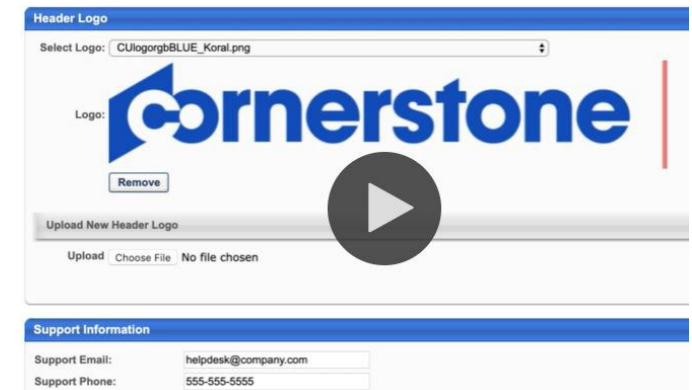 Header Logo
Select Logo: CUlogorgbBLUE_Koral.png
Logo: cornerstone
Remove
Upload New Header Logo
Upload Choose File No file chosen
Support Information
Support Email: helpdesk@company.com
Support Phone: 555-555-5555